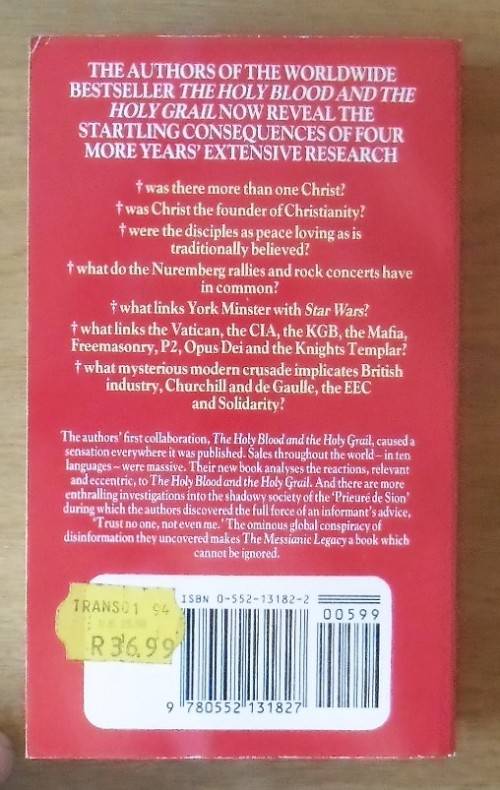 THE AUTHORS OF THE WORLDWIDE
BESTSELLER THE HOLY BLOOD AND THE
HOLY GRAIL NOW REVEAL THE
STARTLING CONSEQUENCES OF FOUR
MORE YEARS' EXTENSIVE RESEARCH
† was there more than one Christ?
† was Christ the founder of Christianity?
† were the disciples as peace loving as is
traditionally believed?
† what do the Nuremberg rallies and rock concerts have
in common?
† what links York Minster with Star Wars?
† what links the Vatican, the CIA, the KGB, the Mafia,
Freemasonry, P2, Opus Dei and the Knights Templar?
† what mysterious modern crusade implicates British
industry, Churchill and de Gaulle, the EEC
and Solidarity?
The authors' first collaboration, The Holy Blood and the Holy Grail, caused a
sensation everywhere it was published. Sales throughout the world – in ten
languages – were massive. Their new book analyses the reactions, relevant
and eccentric, to The Holy Blood and the Holy Grail. And there are more
enthralling investigations into the shadowy society of the 'Prieuré de Sion'
during which the authors discovered the full force of an informant's advice,
'Trust no one, not even me.' The ominous global conspiracy of
disinformation they uncovered makes The Messianic Legacy a book which
cannot be ignored.
ISBN 0-552-13182-2
00599
TRANS01 94
R 36.99
9 780552 131827